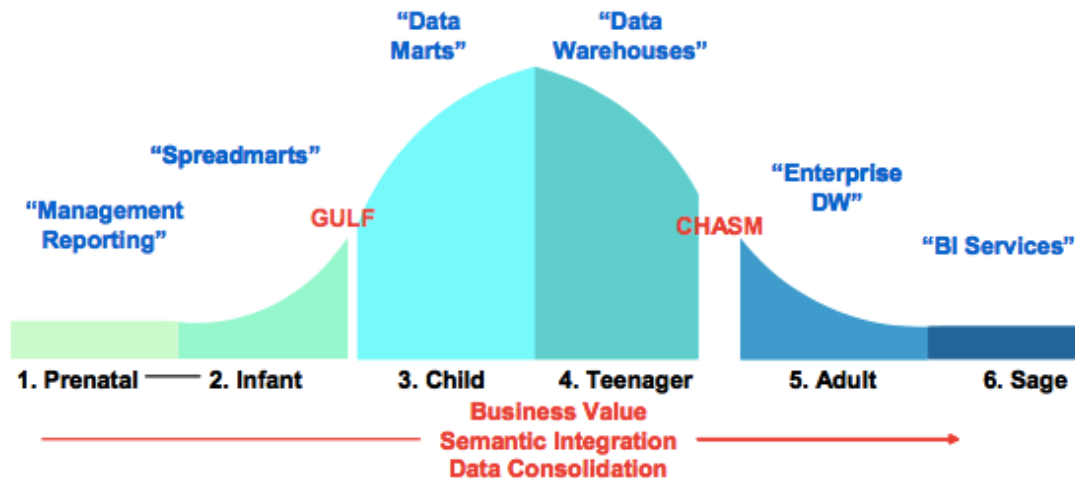 “Data
Marts”
“Data
Warehouses”
“Spreadmarts”
“Enterprise
DW”
“Management
Reporting”
GULF
CHASM
“BI Services”
1. Prenatal
2. Infant
3. Child
4. Teenager
5. Adult
6. Sage
Business Value
Semantic Integration
Data Consolidation